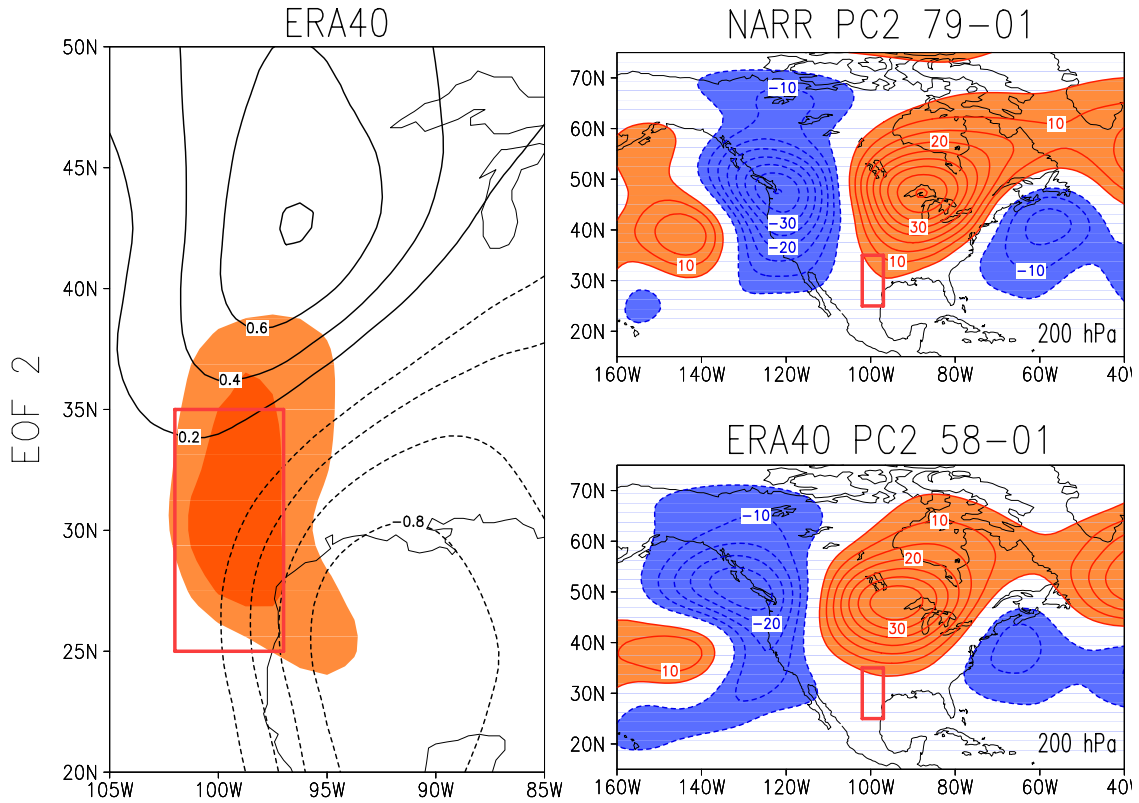 ERA40
EOF 2
50N
45N
40N
35N
30N
25N
20N
105W
100W
95W
90W
85W
0.6
0.4
0.2
0.8
NARR PC2 79-01
70N
60N
50N
40N
30N
20N
160W
140W
120W
100W
80W
60W
40W
-10
20
10
-30
30
-20
10
10
-10
200 hPa
ERA40 PC2 58-01
70N
60N
50N
40N
30N
20N
160W
140W
120W
100W
80W
60W
40W
-10
10
20
-20
30
10
200 hPa